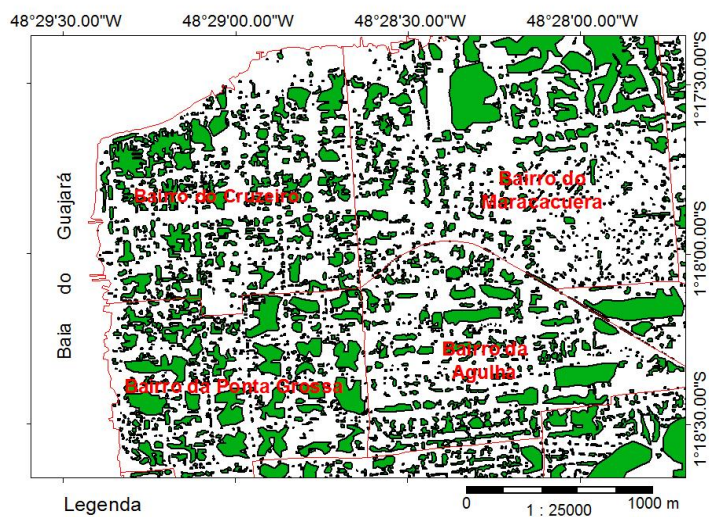 48°29'30.00"W 48°29'00.00"W 48°28'30.00"W 48°28'00.00"W
1°17'30.00"S
Bairro do Cruzeiro
Bairro do
Maracacuera
Baia do Guajará
1°18'00.00"S
Bairro da
Agulha
Bairro da Ponta Grossa
1°18'30.00"S
Legenda
0 1000 m
1 : 25000